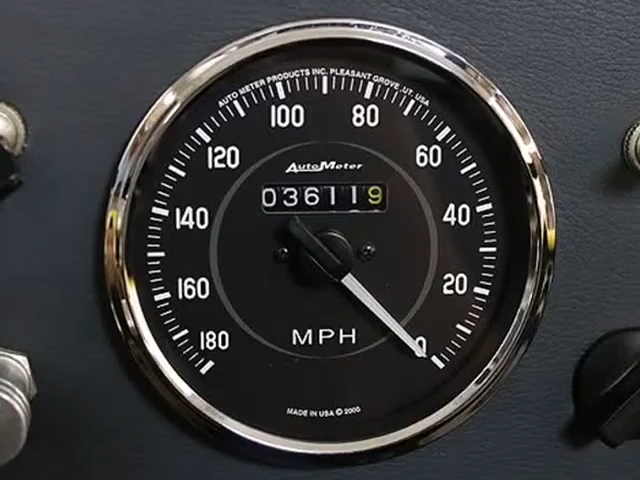 AUTO METER PRODUCTS INC. PLEASANT GROVE, UT. USA
100 80
120 60
AutoMeter
036119
140 40
160 20
180 MPH 0
MADE IN USA © 2000